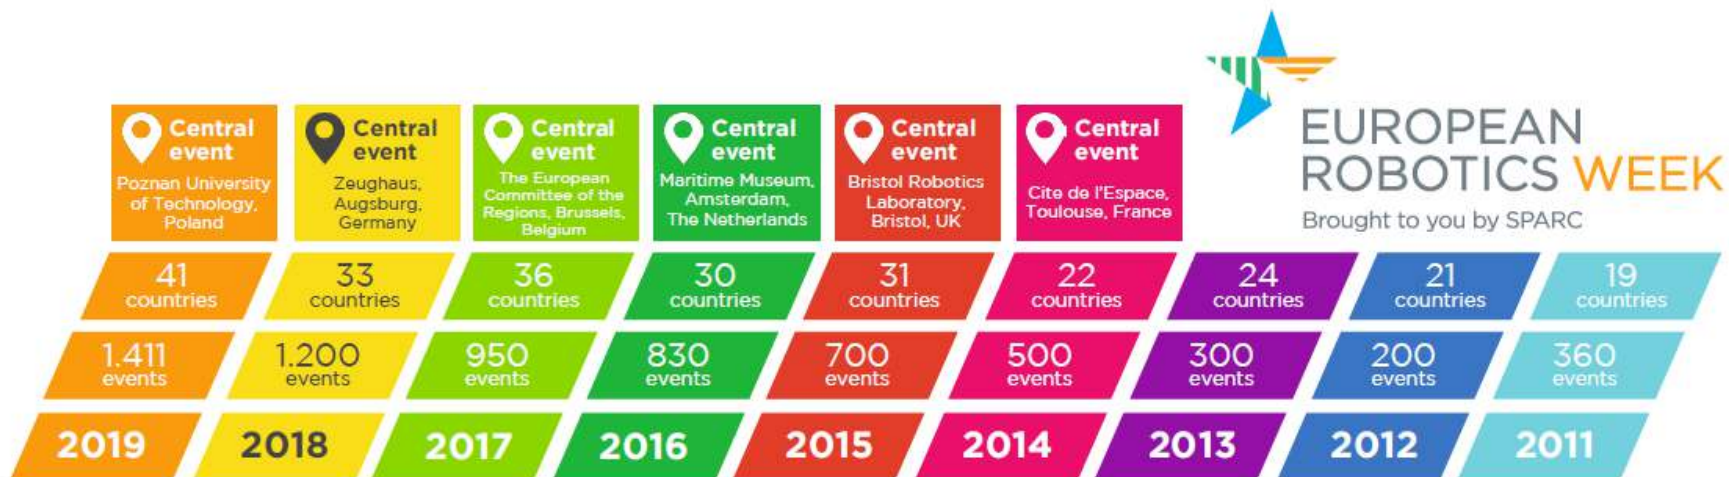 Central
event
Poznan University
of Technology,
Poland
Central
event
Zeughaus,
Augsburg,
Germany
Central
event
The European
Committee of the
Regions, Brussels,
Belgium
Central
event
Maritime Museum,
Amsterdam,
The Netherlands
Central
event
Bristol Robotics
Laboratory,
Bristol, UK
Central
event
Cite de l'Espace,
Toulouse, France
EUROPEAN
ROBOTICS WEEK
Brought to you by SPARC
41
countries
33
countries
36
countries
30
countries
31
countries
22
countries
24
countries
21
countries
19
countries
1.411
events
1.200
events
950
events
830
events
700
events
500
events
300
events
200
events
360
events
2019
2018
2017
2016
2015
2014
2013
2012
2011